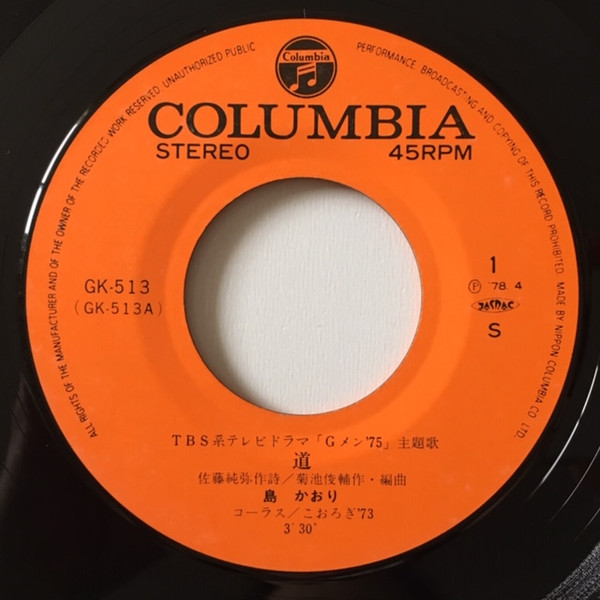 ALL RIGHTS OF THE MANUFACTURER AND OF THE OWNER OF THE RECORDED WORK RESERVED. UNAUTHORIZED PUBLIC PERFORMANCE. BROADCASTING AND COPYING OF THIS RECORD PROHIBITED. MADE BY NIPPON COLUMBIA CO. LTD.
Columbia
COLUMBIA
STEREO 45RPM
GK-513
(GK-513A)
1
Ⓟ '78. 4
JASRAC
S
TBS系テレビドラマ「Gメン'75」主題歌
道
佐藤純弥作詩/菊池俊輔作・編曲
島 かおり
コーラス/こおろぎ'73
3′30″